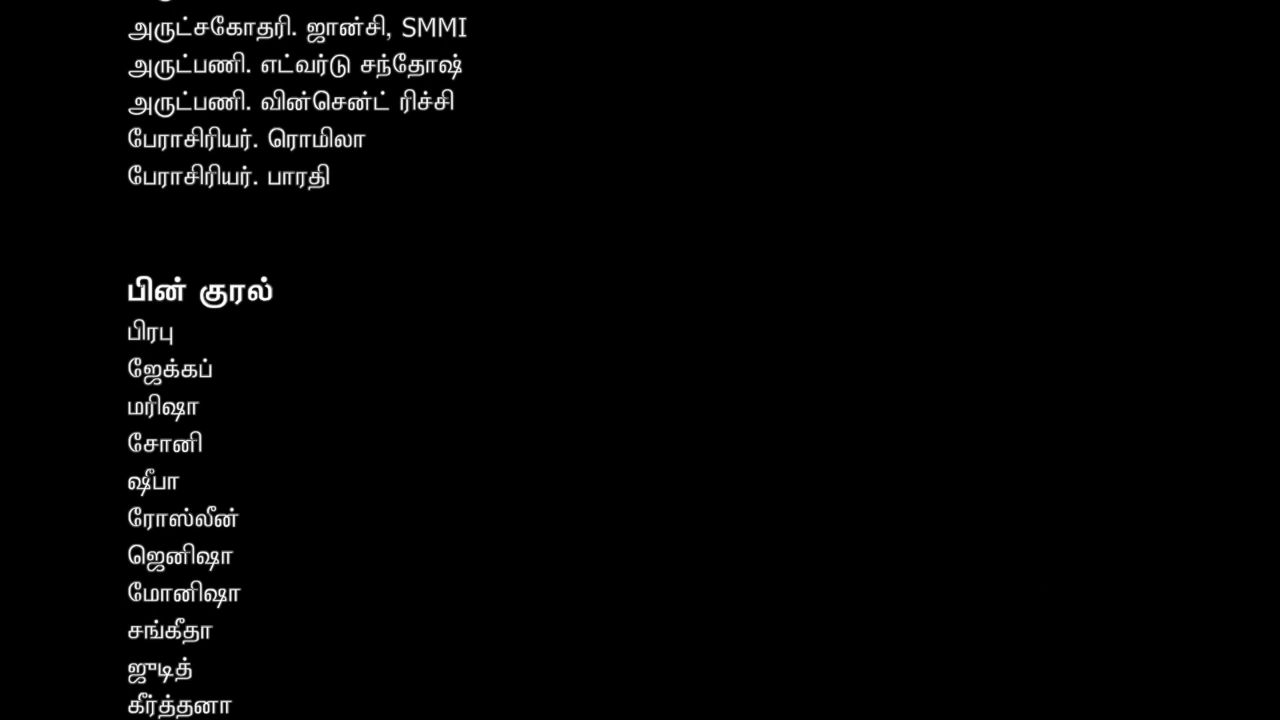 அருட்சகோதரி. ஜான்சி, SMMI
அருட்பணி. எட்வர்டு சந்தோஷ்
அருட்பணி. வின்சென்ட் ரிச்சி
பேராசிரியர். ரொமிலா
பேராசிரியர். பாரதி
பின் குரல்
பிரபு
ஜேக்கப்
மரிஷா
சோனி
ஷீபா
ரோஸ்லீன்
ஜெனிஷா
மோனிஷா
சங்கீதா
ஜுடித்
கீர்த்தனா